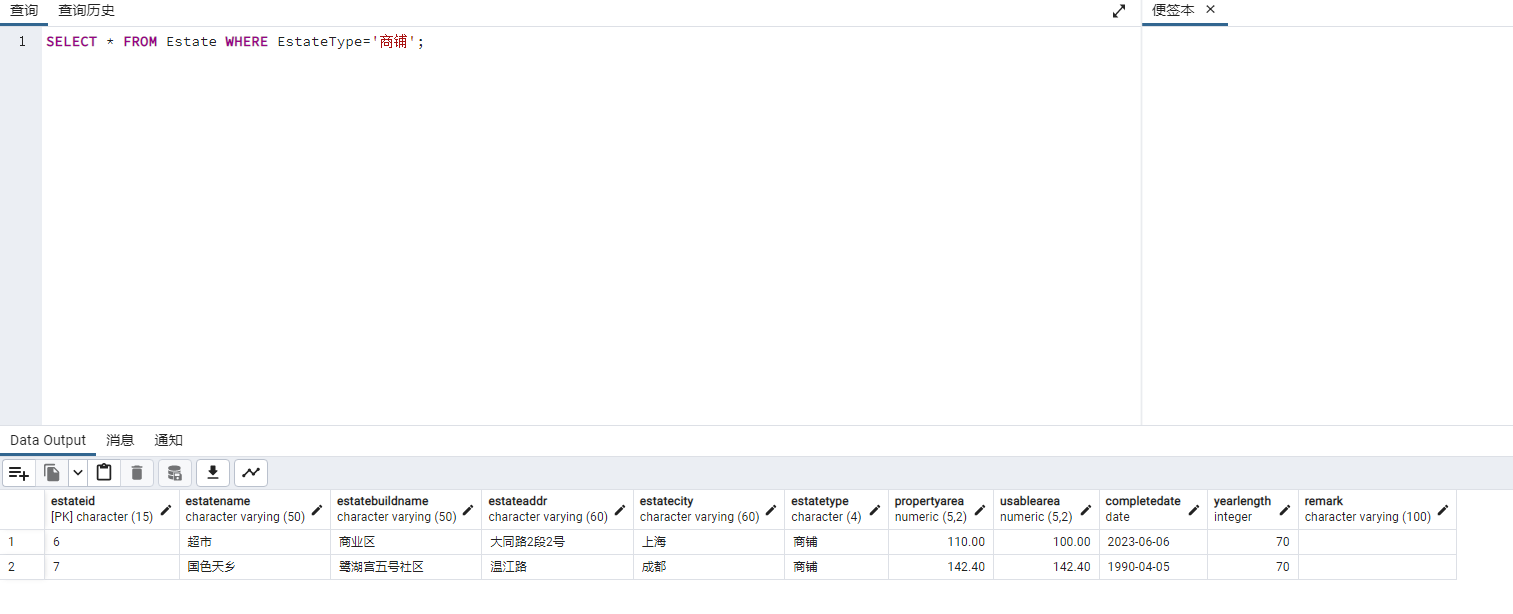 查询 查询历史 便签本 ×
1 SELECT * FROM Estate WHERE EstateType='商铺';
Data Output 消息 通知
estateid estatename estatebuildname estateaddr estatecity estatetype propertyarea usablearea completedate yearlength remark
[PK] character (15) character varying (50) character varying (50) character varying (60) character varying (60) character (4) numeric (5,2) numeric (5,2) date integer character varying (100)
1 6 超市 商业区 大同路2段2号 上海 商铺 110.00 100.00 2023-06-06 70
2 7 国色天乡 鹭湖宫五号社区 温江路 成都 商铺 142.40 142.40 1990-04-05 70